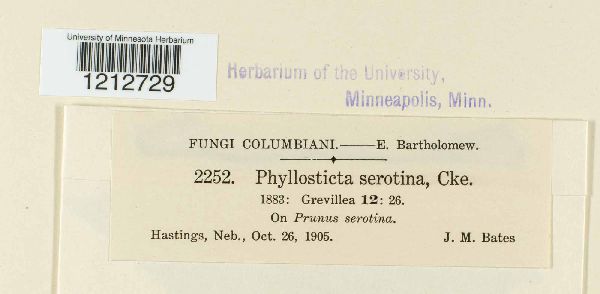 University of Minnesota Herbarium
1212729
Herbarium of the University,
Minneapolis, Minn.
FUNGI COLUMBIANI.——E. Bartholomew.
2252. Phyllosticta serotina, Cke.
1883: Grevillea 12: 26.
On Prunus serotina.
Hastings, Neb., Oct. 26, 1905. J. M. Bates